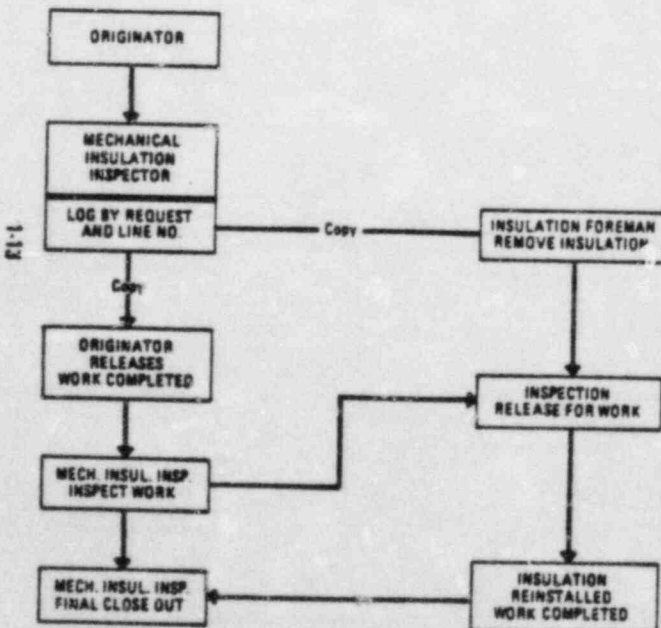 ORIGINATOR
MECHANICAL
INSULATION
INSPECTOR
LOG BY REQUEST
AND LINE NO.
Copy
INSULATION FOREMAN
REMOVE INSULATION
1-13
Copy
ORIGINATOR
RELEASES
WORK COMPLETED
INSPECTION
RELEASE FOR WORK
MECH. INSUL. INSP.
INSPECT WORK
MECH. INSUL. INSP.
FINAL CLOSE OUT
INSULATION
REINSTALLED
WORK COMPLETED